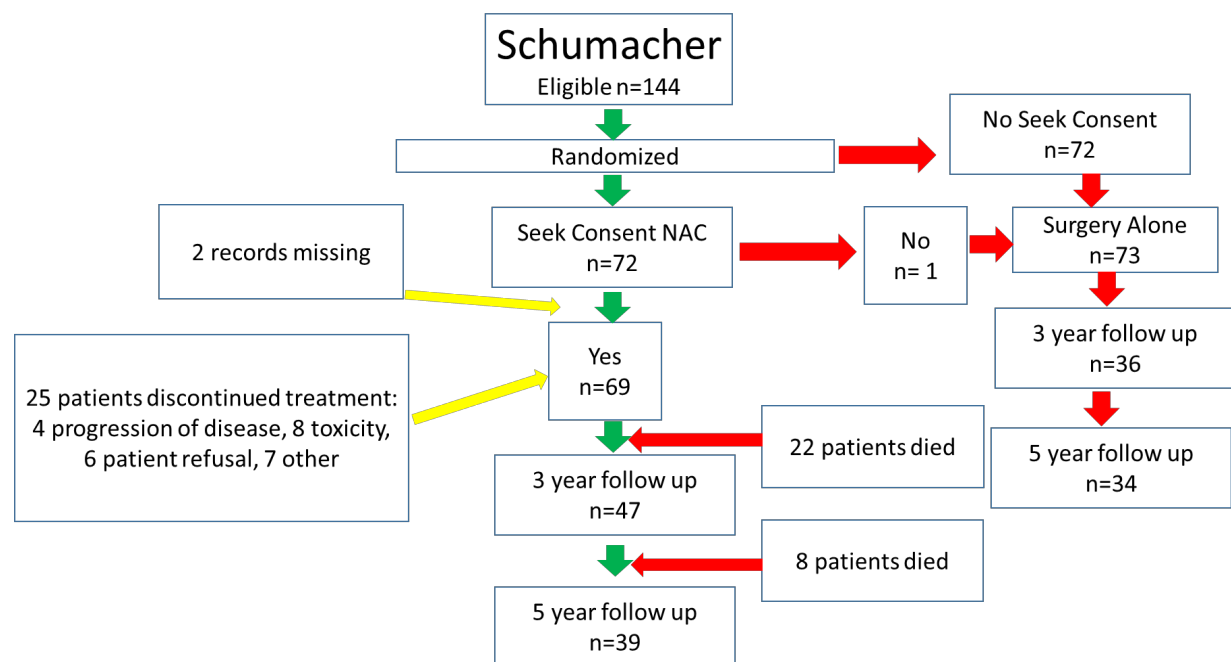 Schumacher
Eligible n=144
No Seek Consent
n=72
Randomized
2 records missing
Seek Consent NAC
n=72
No
n= 1
Surgery Alone
n=73
Yes
n=69
3 year follow up
n=36
25 patients discontinued treatment:
4 progression of disease, 8 toxicity,
6 patient refusal, 7 other
22 patients died
5 year follow up
n=34
3 year follow up
n=47
8 patients died
5 year follow up
n=39